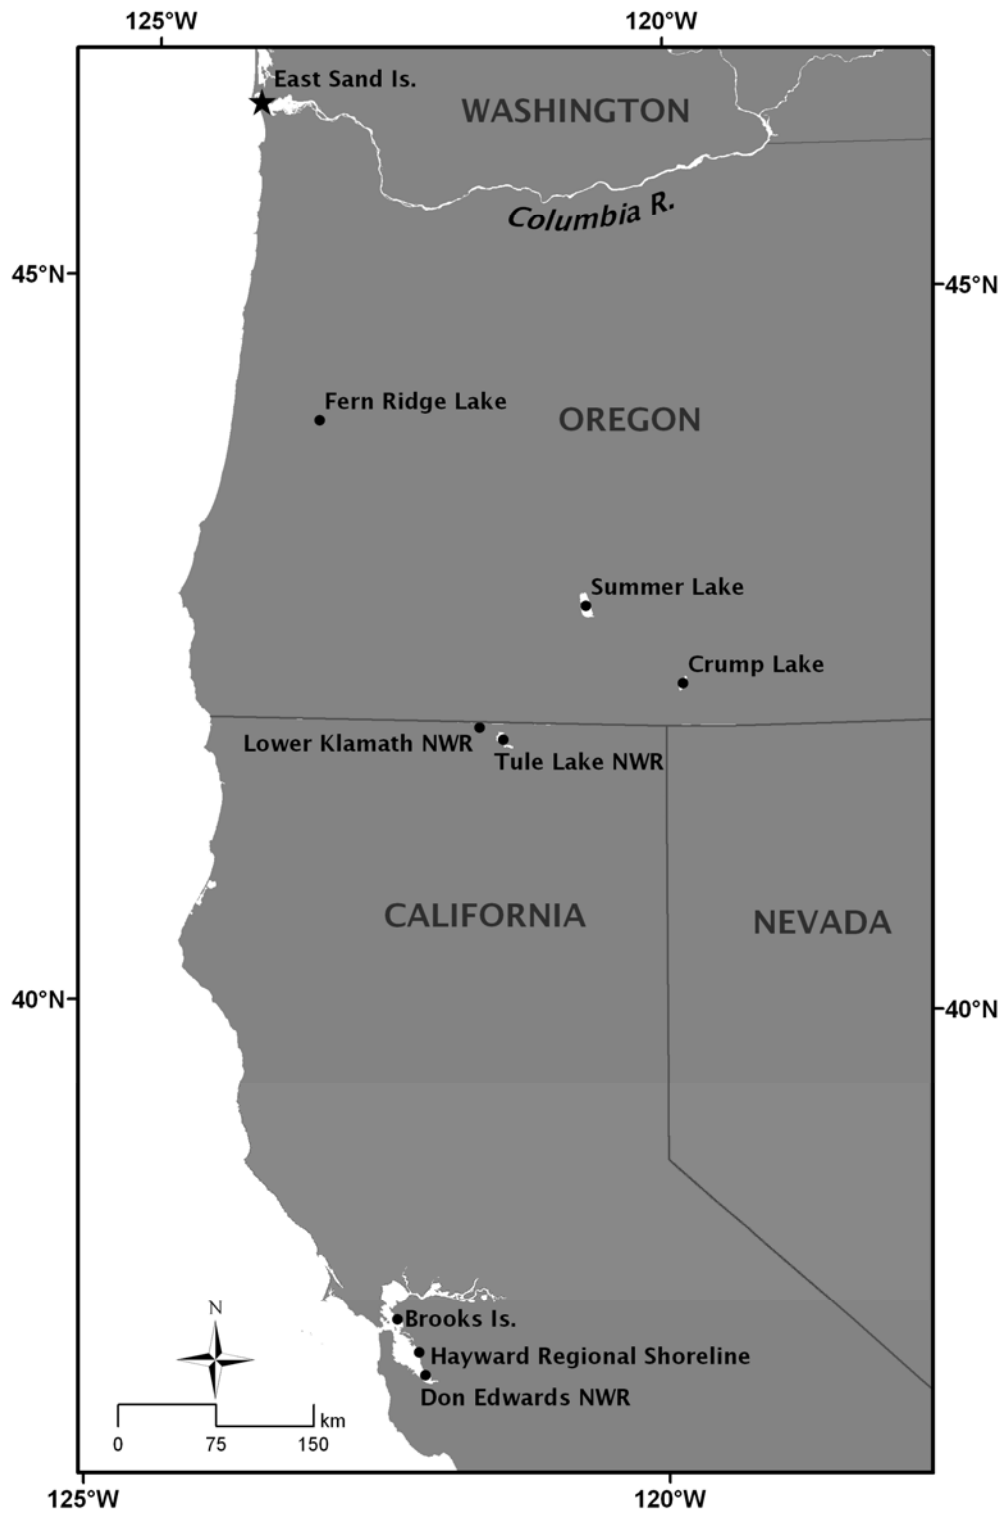 125°W 120°W
East Sand Is.
WASHINGTON
Columbia R.
45°N 45°N
Fern Ridge Lake
OREGON
Summer Lake
Crump Lake
Lower Klamath NWR
Tule Lake NWR
CALIFORNIA NEVADA
40°N 40°N
N
Brooks Is.
Hayward Regional Shoreline
Don Edwards NWR
km
0 75 150
125°W 120°W